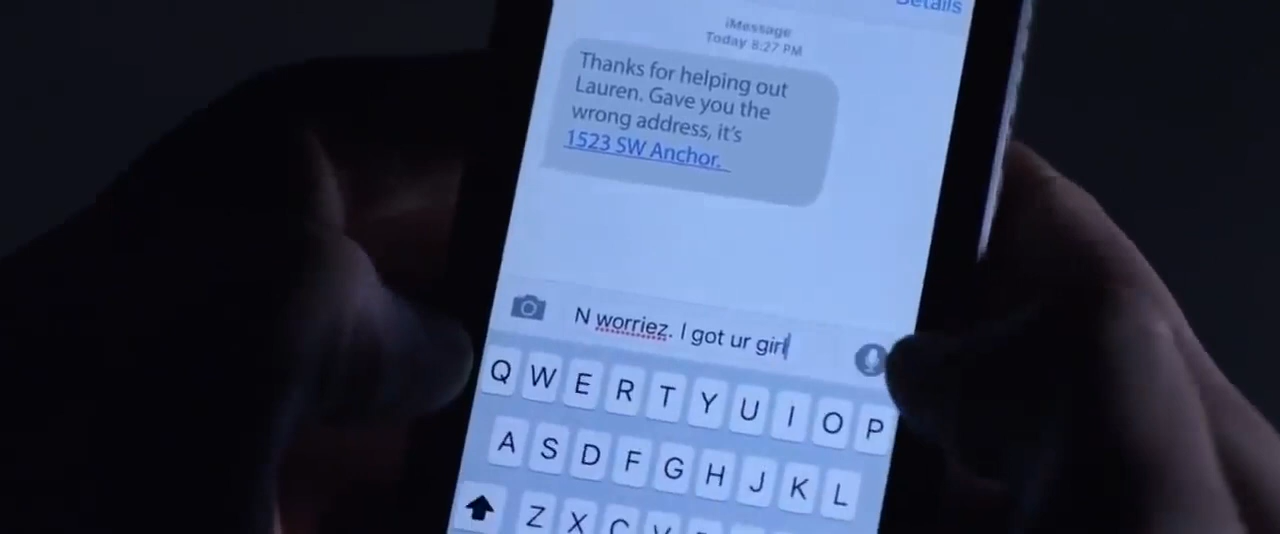 Details
iMessage
Today 8:27 PM
Thanks for helping out
Lauren. Gave you the
wrong address, it's
1523 SW Anchor.
N worriez. I got ur girl
Q W E R T Y U I O P
A S D F G H J K L
Z X C V